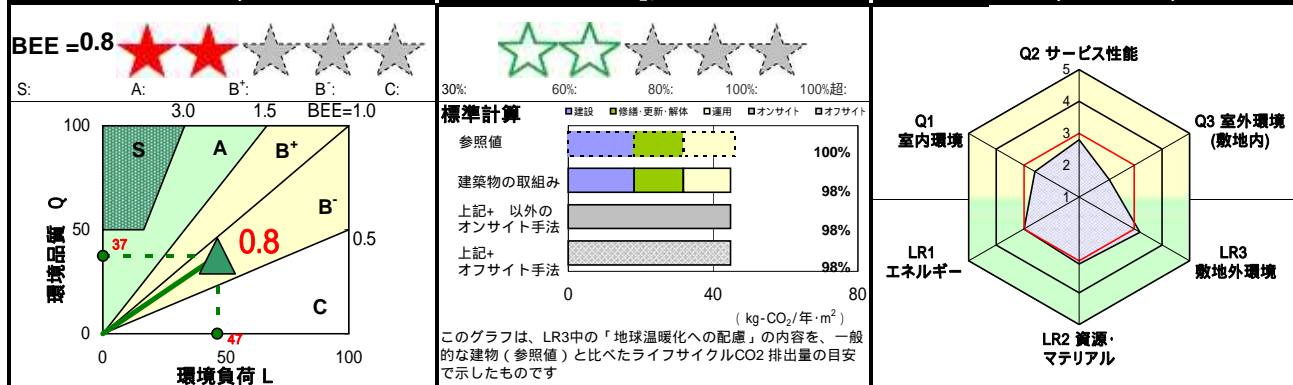 BEE =0.8
S: A: B+: B-: C:
3.0 1.5 BEE=1.0
100
S
A
B+
B-
50
37
0.8
0.5
C
0
47
0 50 100
環境品質 Q
環境負荷 L
30%: 60%: 80%: 100%: 100%超:
標準計算
建設 修繕・更新・解体 運用 オンサイト オフサイト
参照値
100%
建築物の取組み
98%
上記+ 以外の
オンサイト手法
98%
上記+
オフサイト手法
98%
0 40 80
( kg-CO2/年・m2 )
このグラフは、LR3中の「地球温暖化への配慮」の内容を、一般
的な建物(参照値)と比べたライフサイクルCO2 排出量の目安
で示したものです
Q2 サービス性能
5
4
3
2
1
Q1
室内環境
Q3 室外環境
(敷地内)
LR1
エネルギー
LR3
敷地外環境
LR2 資源・
マテリアル